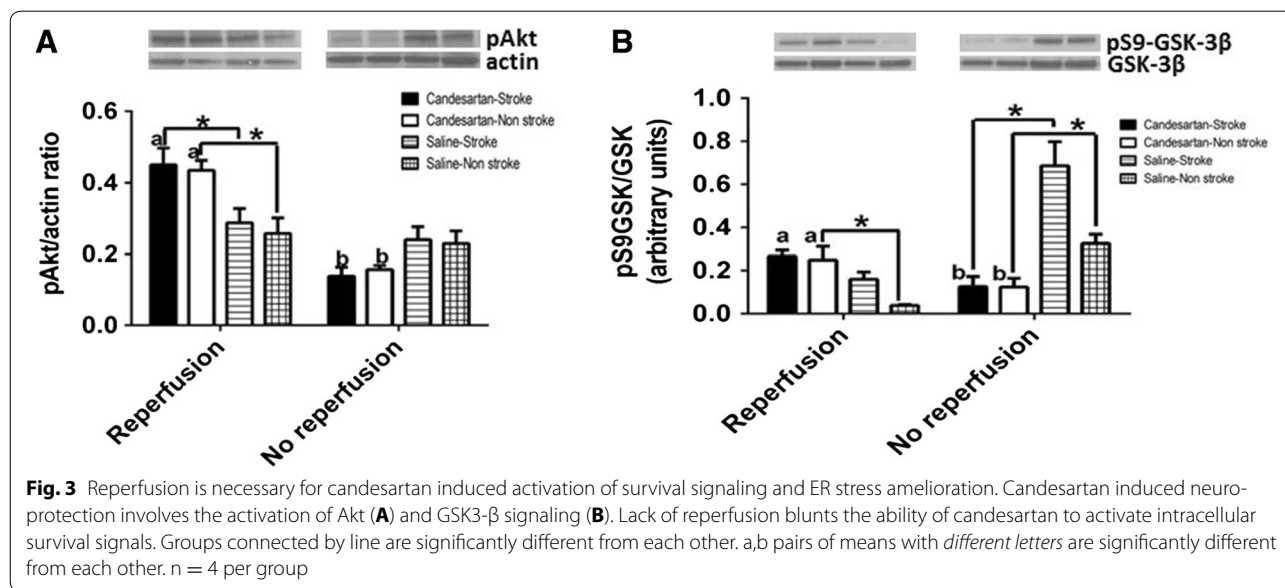 A
pAkt
actin
pAkt/actin ratio
0.6
0.4
0.2
0.0
Candesartan-Stroke
Candesartan-Non stroke
Saline-Stroke
Saline-Non stroke
a
a
*
*
b
b
Reperfusion
No reperfusion
B
pS9-GSK-3β
GSK-3β
pS9GSK/GSK
(arbitrary units)
1.0
0.8
0.6
0.4
0.2
0.0
Candesartan-Stroke
Candesartan-Non stroke
Saline-Stroke
Saline-Non stroke
a
a
*
b
b
*
*
Reperfusion
No reperfusion
Fig. 3 Reperfusion is necessary for candesartan induced activation of survival signaling and ER stress amelioration. Candesartan induced neuro-
protection involves the activation of Akt (A) and GSK3-β signaling (B). Lack of reperfusion blunts the ability of candesartan to activate intracellular
survival signals. Groups connected by line are significantly different from each other. a,b pairs of means with different letters are significantly different
from each other. n = 4 per group